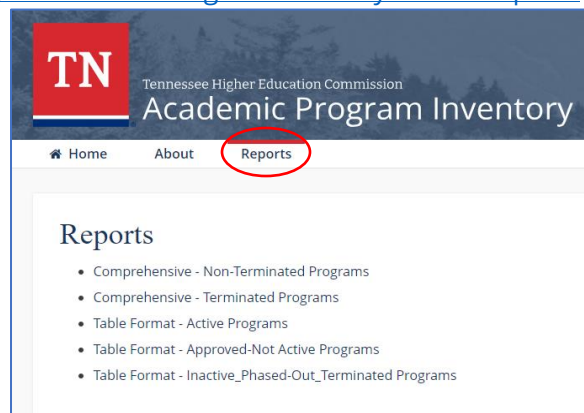 TN
Tennessee Higher Education Commission
Academic Program Inventory
Home About Reports
Reports
• Comprehensive - Non-Terminated Programs
• Comprehensive - Terminated Programs
• Table Format - Active Programs
• Table Format - Approved-Not Active Programs
• Table Format - Inactive_Phased-Out_Terminated Programs